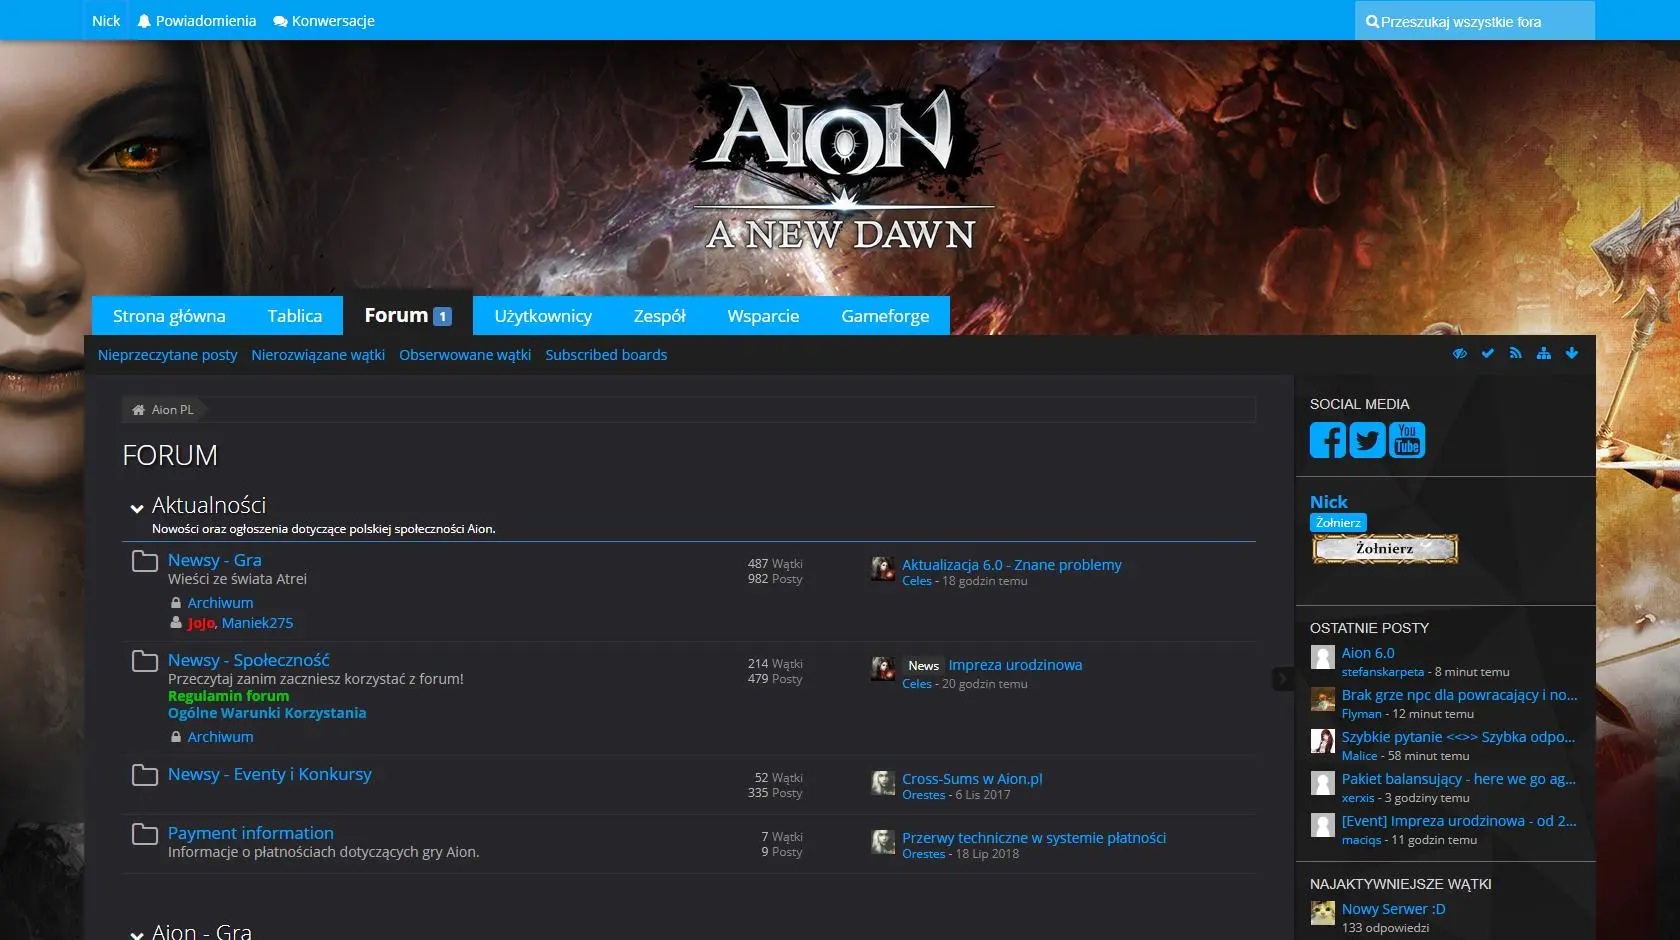 Nick Powiadomienia Konwersacje
Przeszukaj wszystkie fora
AION
A NEW DAWN
Strona główna Tablica Forum 1 Użytkownicy Zespół Wsparcie Gameforge
Nieprzeczytane posty Nierozwiązane wątki Obserwowane wątki Subscribed boards
Aion PL
FORUM
Aktualności
Nowości oraz ogłoszenia dotyczące polskiej społeczności Aion.
Newsy - Gra
Wieści ze świata Atrei
Archiwum
JoJo, Maniek275
487 Wątki
982 Posty
Aktualizacja 6.0 - Znane problemy
Celes - 18 godzin temu
Newsy - Społeczność
Przeczytaj zanim zaczniesz korzystać z forum!
Regulamin forum
Ogólne Warunki Korzystania
Archiwum
214 Wątki
479 Posty
News Impreza urodzinowa
Celes - 20 godzin temu
Newsy - Eventy i Konkursy
52 Wątki
335 Posty
Cross-Sums w Aion.pl
Orestes - 6 Lis 2017
Payment information
Informacje o płatnościach dotyczących gry Aion.
7 Wątki
9 Posty
Przerwy techniczne w systemie płatności
Orestes - 18 Lip 2018
Aion - Gra
SOCIAL MEDIA
You
Tube
Nick
Żołnierz
Żołnierz
OSTATNIE POSTY
Aion 6.0
stefanskarpeta - 8 minut temu
Brak grze npc dla powracający i no...
Flyman - 12 minut temu
Szybkie pytanie <<>> Szybka odpo...
Malice - 58 minut temu
Pakiet balansujący - here we go ag...
xerxis - 3 godziny temu
[Event] Impreza urodzinowa - od 2...
maciqs - 11 godzin temu
NAJAKTYWNIEJSZE WĄTKI
Nowy Serwer :D
133 odpowiedzi